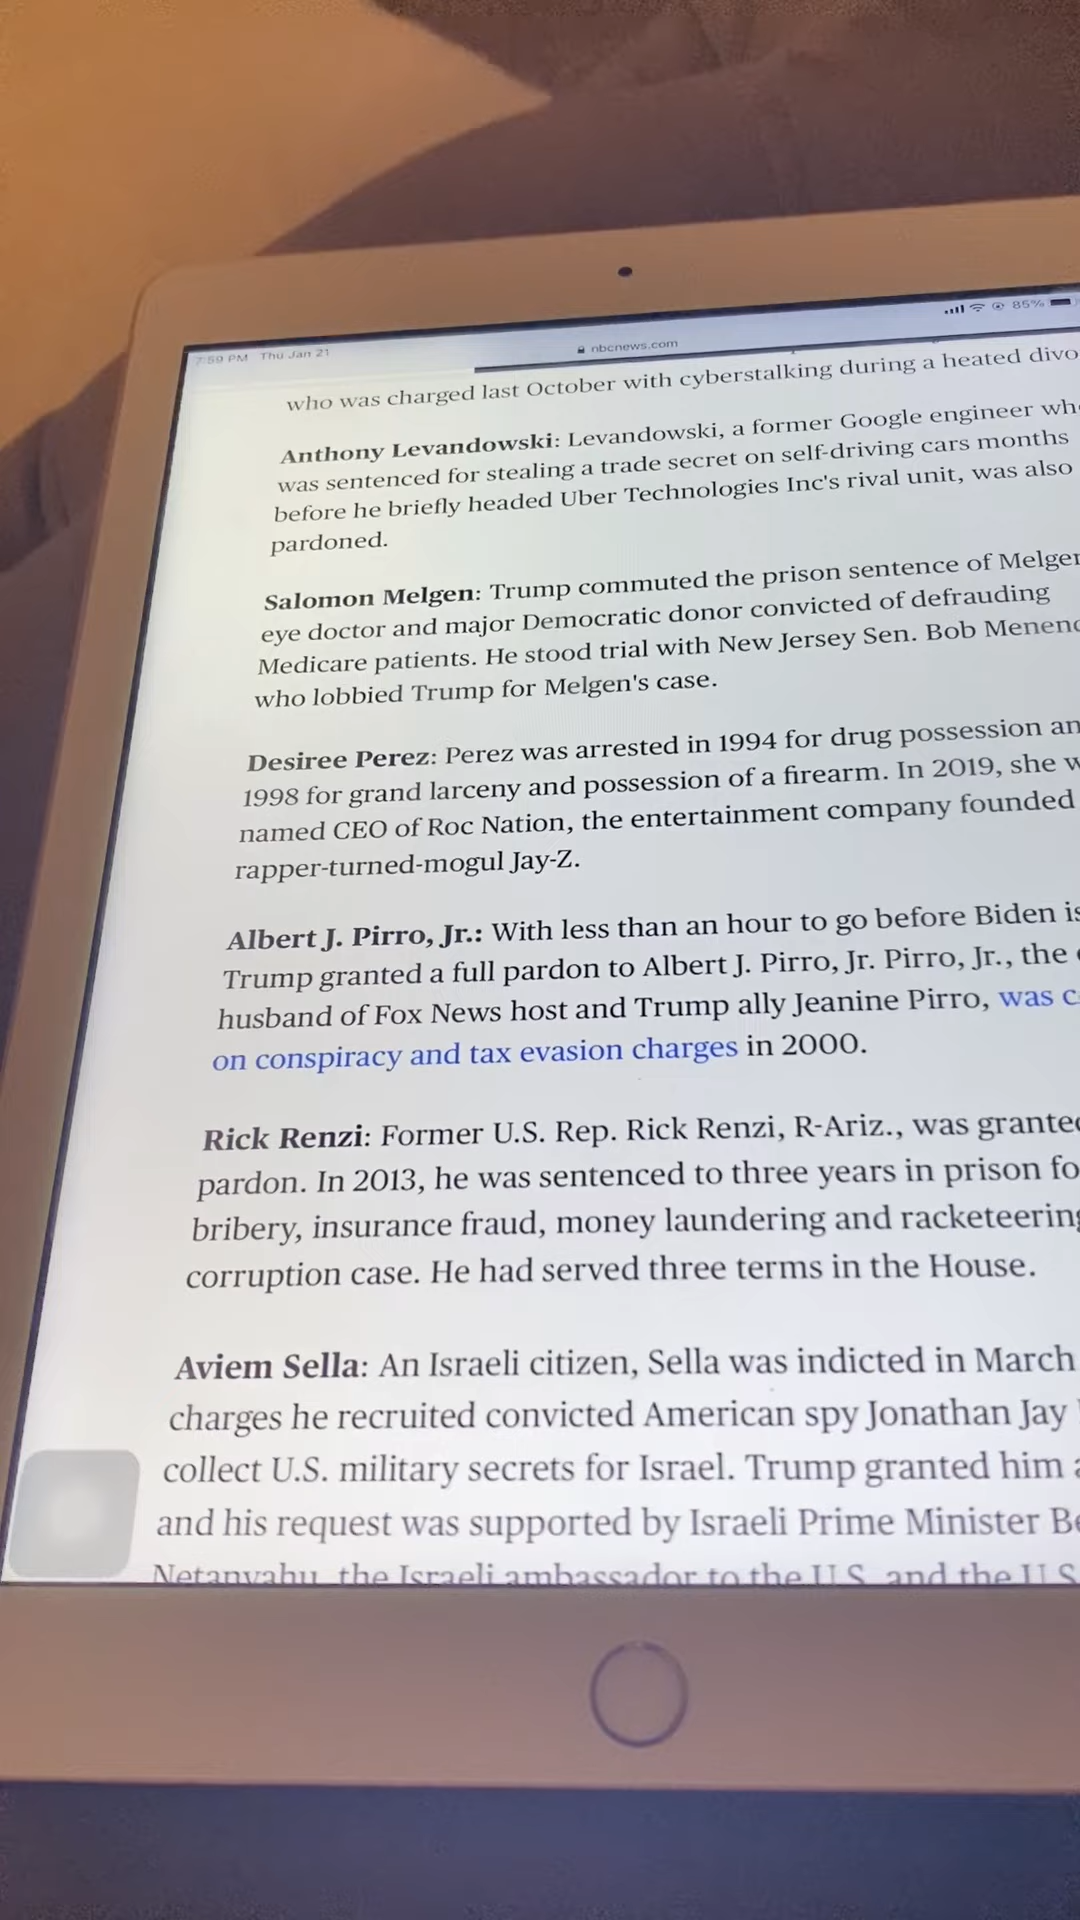 7:59 PM Thu Jan 21
nbcnews.com
85%
who was charged last October with cyberstalking during a heated
Anthony Levandowski: Levandowski, a former Google engineer
was sentenced for stealing a trade secret on self-driving cars months
before he briefly headed Uber Technologies Inc's rival unit, was also
pardoned.
Salomon Melgen: Trump commuted the prison sentence of
eye doctor and major Democratic donor convicted of defrauding
Medicare patients. He stood trial with New Jersey Sen. Bob
who lobbied Trump for Melgen's case.
Desiree Perez: Perez was arrested in 1994 for drug possession
1998 for grand larceny and possession of a firearm. In 2019, she
named CEO of Roc Nation, the entertainment company founded
rapper-turned-mogul Jay-Z.
Albert J. Pirro, Jr.: With less than an hour to go before Biden
Trump granted a full pardon to Albert J. Pirro, Jr. Pirro, Jr., the
husband of Fox News host and Trump ally Jeanine Pirro, was
on conspiracy and tax evasion charges in 2000.
Rick Renzi: Former U.S. Rep. Rick Renzi, R-Ariz., was
pardon. In 2013, he was sentenced to three years in prison
bribery, insurance fraud, money laundering and racketeering
corruption case. He had served three terms in the House.
Aviem Sella: An Israeli citizen, Sella was indicted in March
charges he recruited convicted American spy Jonathan Jay
collect U.S. military secrets for Israel. Trump granted him
and his request was supported by Israeli Prime Minister
Netanyahu, the Israeli ambassador to the U.S. and the U.S.